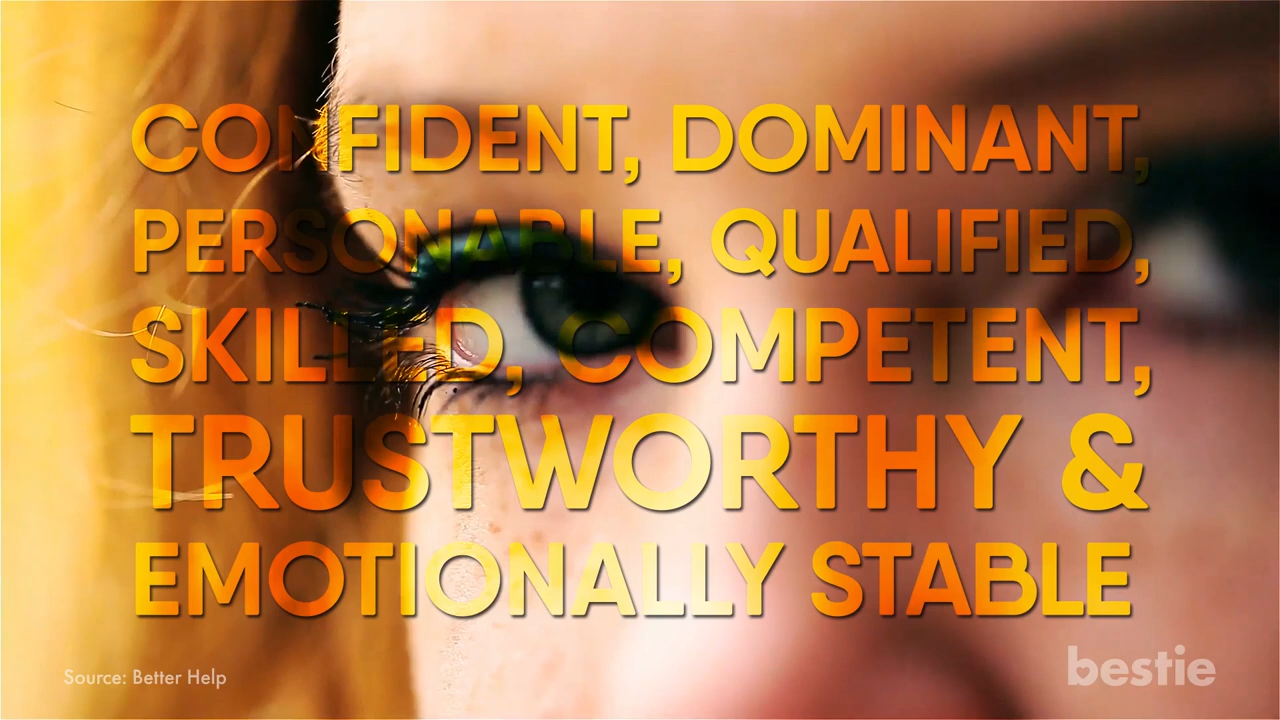 CONFIDENT, DOMINANT,
PERSONABLE, QUALIFIED,
SKILLED, COMPETENT,
TRUSTWORTHY &
EMOTIONALLY STABLE
Source: Better Help
bestie